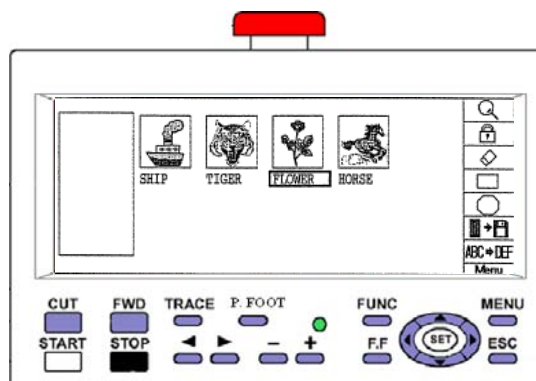 SHIP TIGER FLOWER HORSE
ABC⇒DEF
Menu
CUT FWD TRACE P. FOOT FUNC MENU
START STOP − + F.F SET ESC